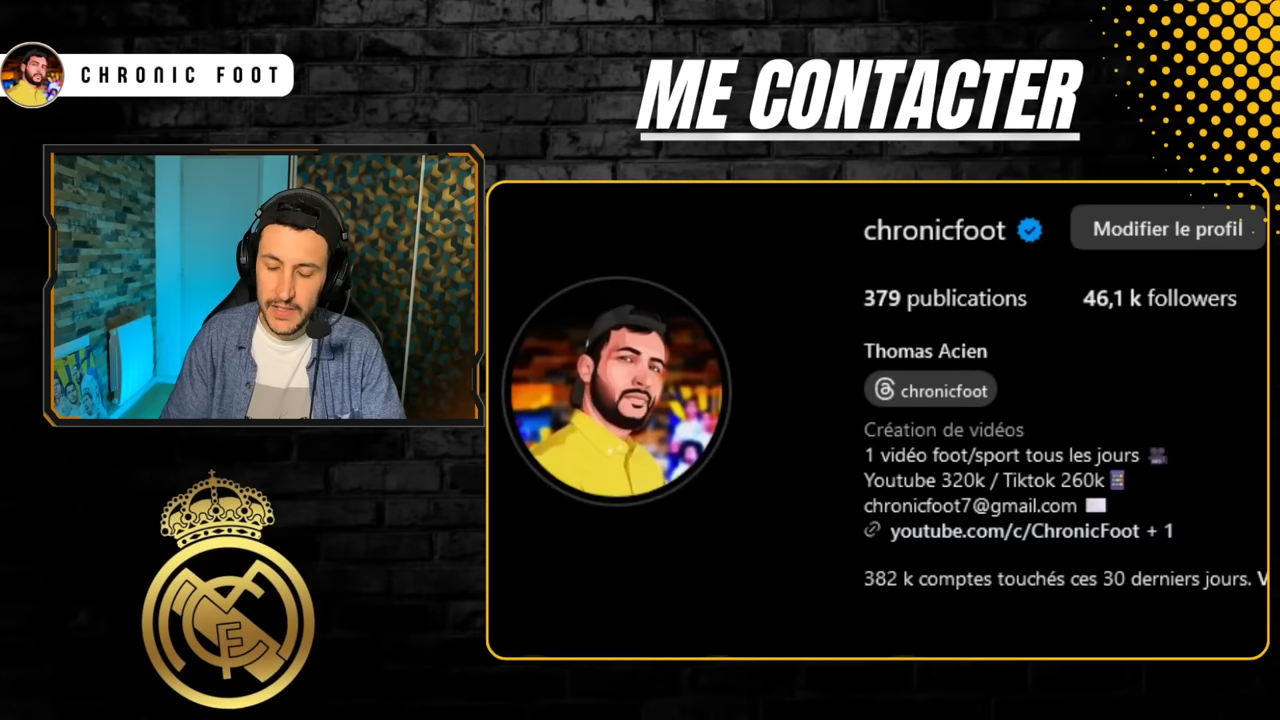 CHRONIC FOOT
ME CONTACTER
chronicfoot
Modifier le profil
379 publications
46,1 k followers
Thomas Acien
chronicfoot
Création de vidéos
1 vidéo foot/sport tous les jours
Youtube 320k / Tiktok 260k
chronicfoot7@gmail.com
youtube.com/c/ChronicFoot + 1
382 k comptes touchés ces 30 derniers jours. V